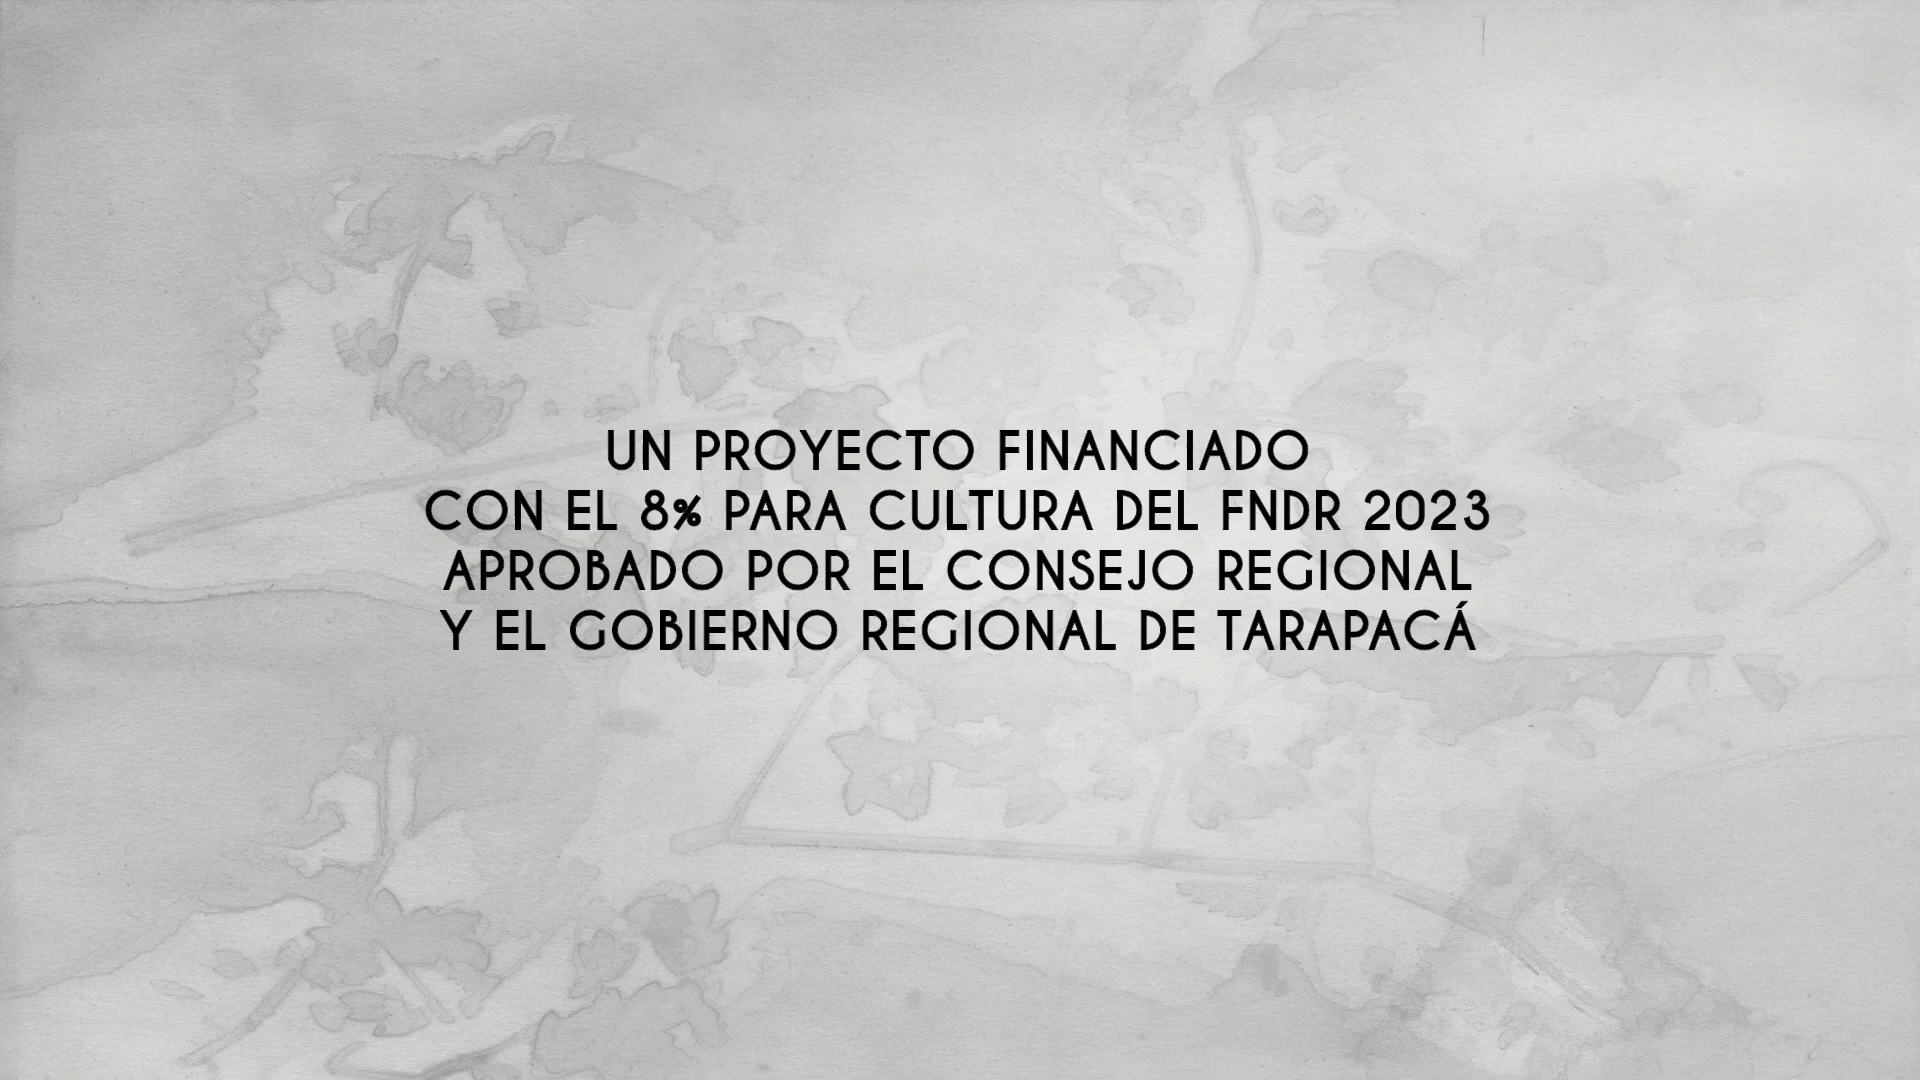 UN PROYECTO FINANCIADO
CON EL 8% PARA CULTURA DEL FNDR 2023
APROBADO POR EL CONSEJO REGIONAL
Y EL GOBIERNO REGIONAL DE TARAPACÁ